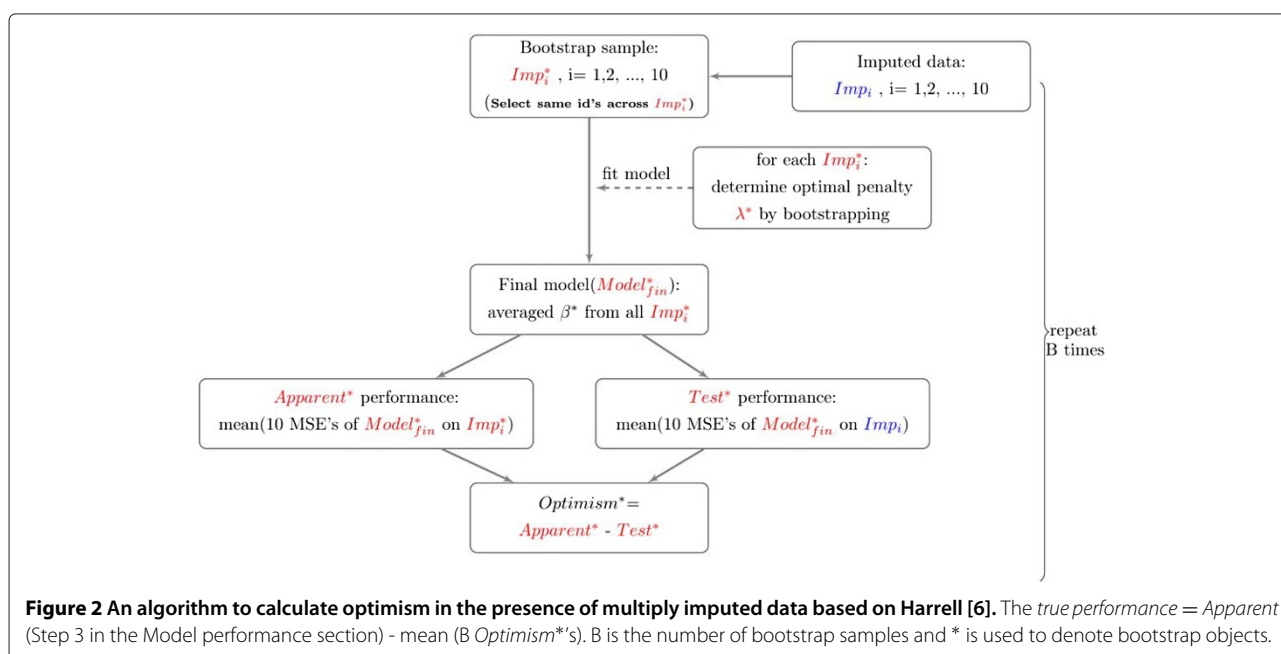 Bootstrap sample:
Imp*i , i= 1,2, ..., 10
(Select same id's across Imp*i)
Imputed data:
Impi , i= 1,2, ..., 10
fit model
for each Imp*i:
determine optimal penalty
λ* by bootstrapping
Final model(Model*fin):
averaged β* from all Imp*i
repeat
B times
Apparent* performance:
mean(10 MSE's of Model*fin on Imp*i)
Test* performance:
mean(10 MSE's of Model*fin on Impi)
Optimism*=
Apparent* - Test*
Figure 2 An algorithm to calculate optimism in the presence of multiply imputed data based on Harrell [6]. The true performance = Apparent
(Step 3 in the Model performance section) - mean (B Optimism*'s). B is the number of bootstrap samples and * is used to denote bootstrap objects.